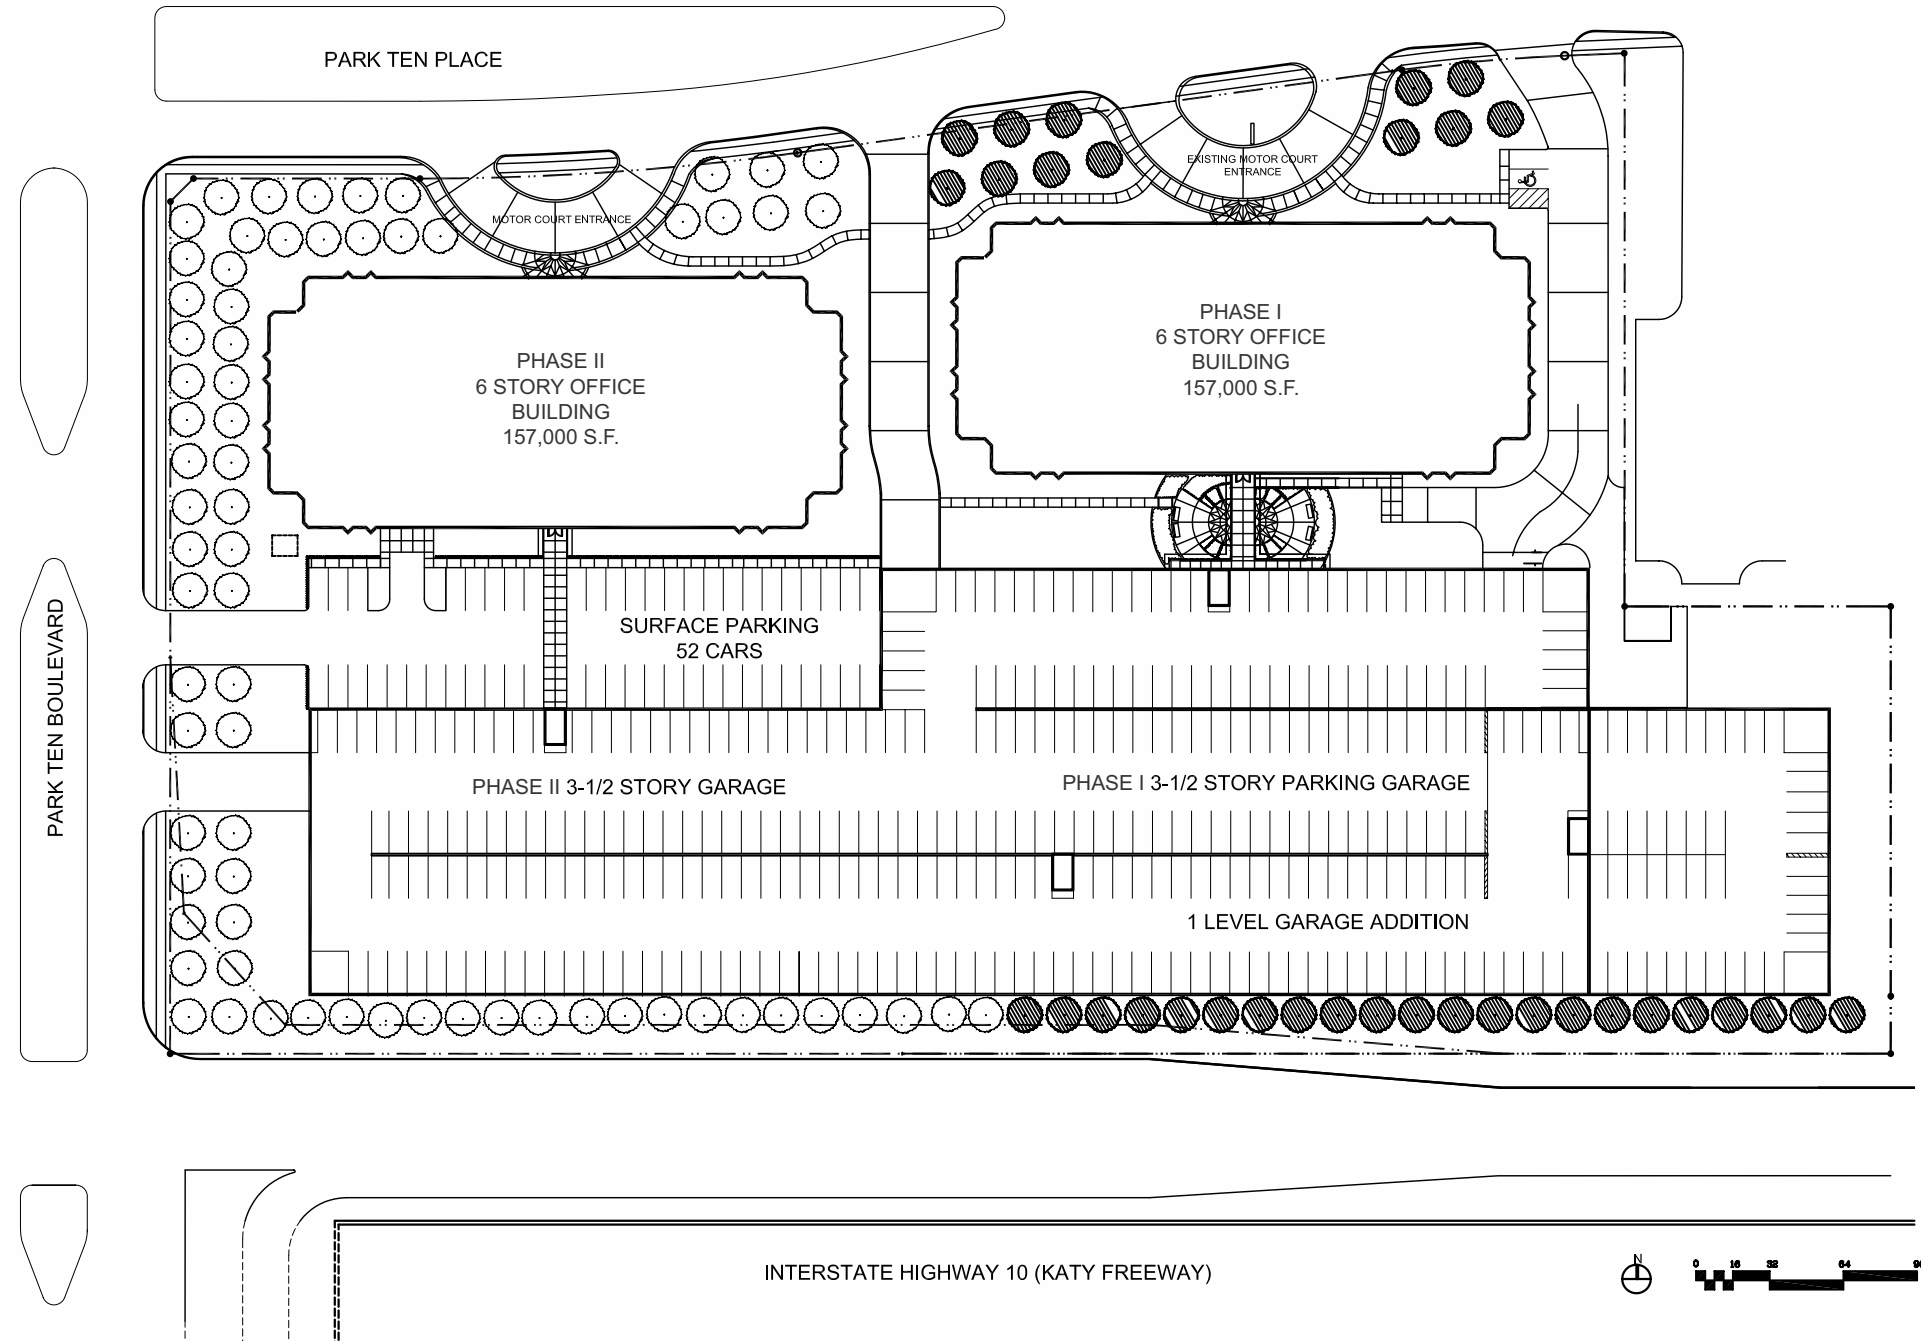 PARK TEN PLACE
EXISTING MOTOR COURT
ENTRANCE
MOTOR COURT ENTRANCE
PHASE I
6 STORY OFFICE
BUILDING
157,000 S.F.
PHASE II
6 STORY OFFICE
BUILDING
157,000 S.F.
SURFACE PARKING
52 CARS
PARK TEN BOULEVARD
PHASE II 3-1/2 STORY GARAGE
PHASE I 3-1/2 STORY PARKING GARAGE
1 LEVEL GARAGE ADDITION
INTERSTATE HIGHWAY 10 (KATY FREEWAY)
N
0 16 32 64